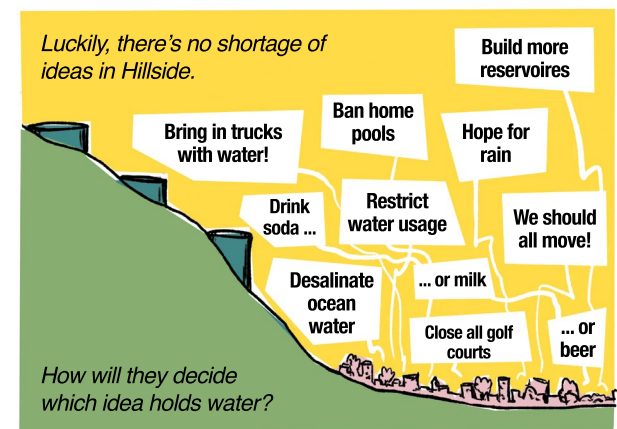 Luckily, there's no shortage of
ideas in Hillside.
Build more
reservoires
Bring in trucks
with water!
Ban home
pools
Hope for
rain
Drink
soda ...
Restrict
water usage
We should
all move!
Desalinate
ocean
water
... or milk
Close all golf
courts
... or
beer
How will they decide
which idea holds water?